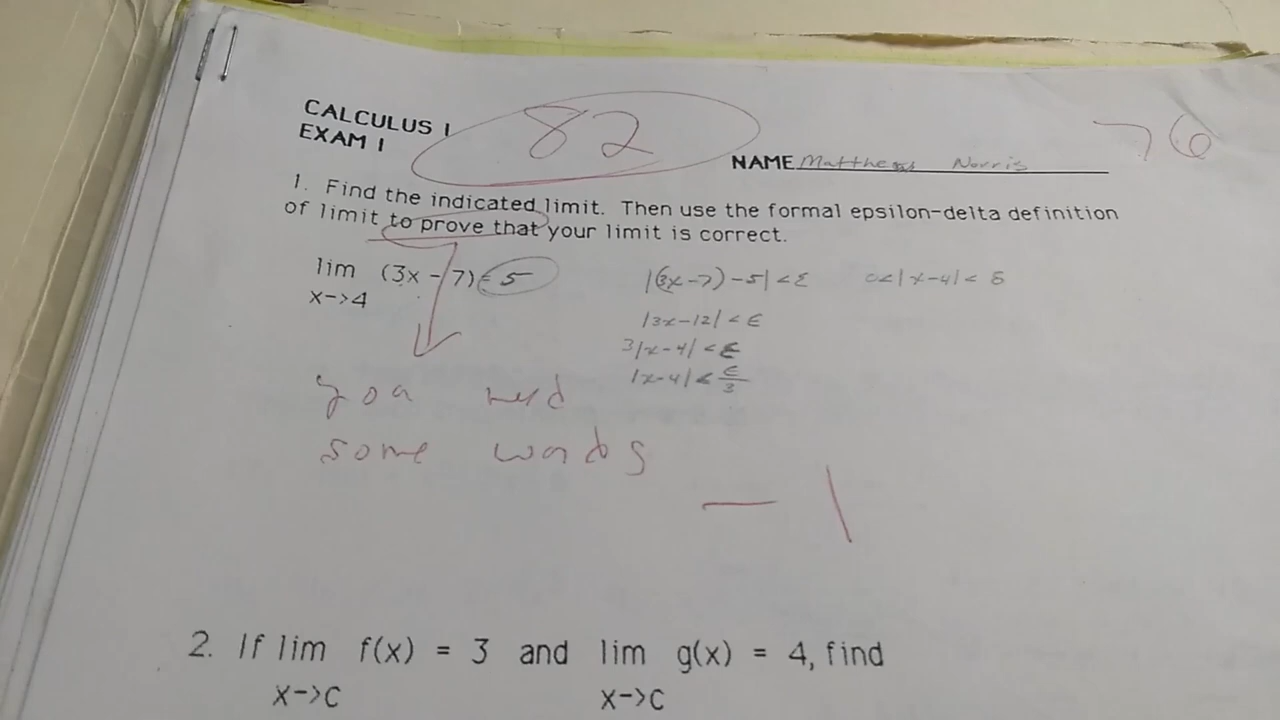 CALCULUS I
EXAM I
82
NAME Matthew Norris
76
1. Find the indicated limit. Then use the formal epsilon-delta definition
of limit to prove that your limit is correct.
lim (3x - 7) = 5
x->4
|(3x-7)-5| < ε 0<|x-4|< δ
|3x-12| < ε
3|x-4| < ε
|x-4| < ε/3
you need
some words
-1
2. If lim f(x) = 3 and lim g(x) = 4, find
x->c x->c